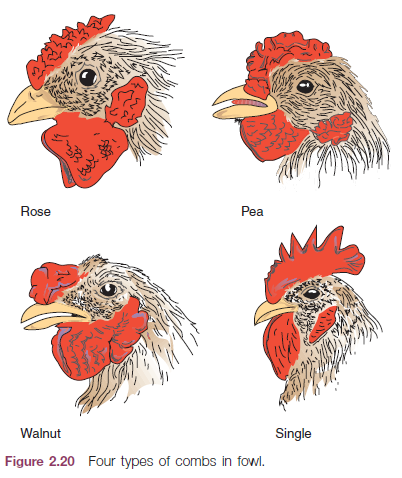 Rose
Pea
Walnut
Single
Figure 2.20 Four types of combs in fowl.